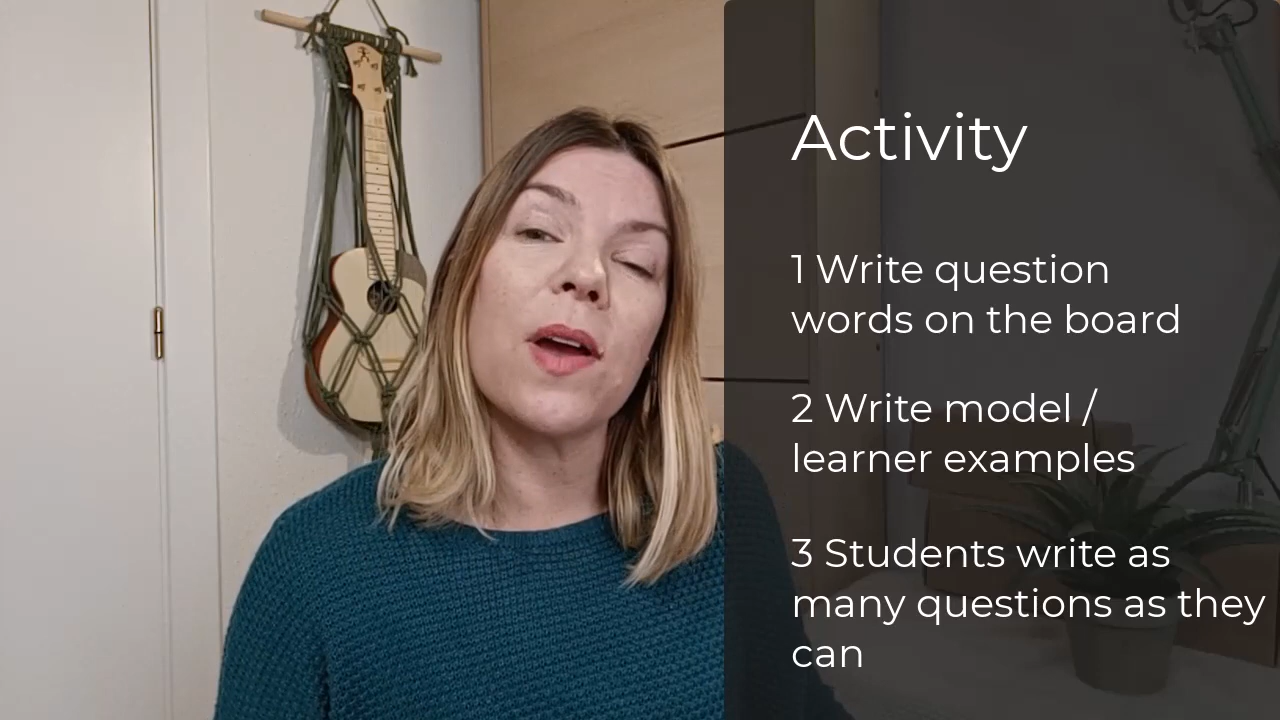 Activity
1 Write question
words on the board
2 Write model /
learner examples
3 Students write as
many questions as they
can